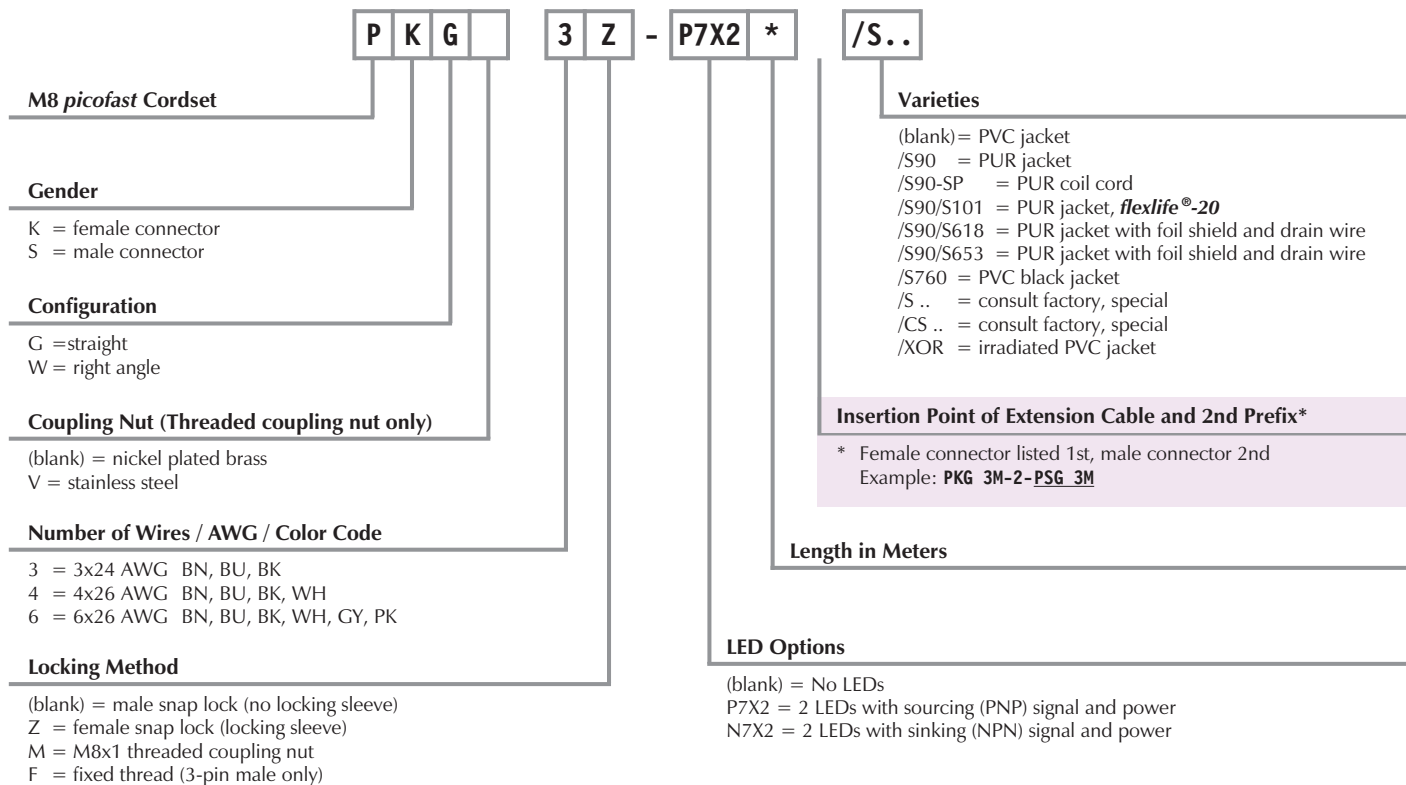 P K G 3 Z - P7X2 * /S..
M8 picofast Cordset
Gender
K = female connector
S = male connector
Configuration
G =straight
W = right angle
Coupling Nut (Threaded coupling nut only)
(blank) = nickel plated brass
V = stainless steel
Number of Wires / AWG / Color Code
3 = 3x24 AWG BN, BU, BK
4 = 4x26 AWG BN, BU, BK, WH
6 = 6x26 AWG BN, BU, BK, WH, GY, PK
Locking Method
(blank) = male snap lock (no locking sleeve)
Z = female snap lock (locking sleeve)
M = M8x1 threaded coupling nut
F = fixed thread (3-pin male only)
Varieties
(blank)= PVC jacket
/S90 = PUR jacket
/S90-SP = PUR coil cord
/S90/S101 = PUR jacket, flexlife®-20
/S90/S618 = PUR jacket with foil shield and drain wire
/S90/S653 = PUR jacket with foil shield and drain wire
/S760 = PVC black jacket
/S .. = consult factory, special
/CS .. = consult factory, special
/XOR = irradiated PVC jacket
Insertion Point of Extension Cable and 2nd Prefix*
* Female connector listed 1st, male connector 2nd
Example: PKG 3M-2-PSG 3M
Length in Meters
LED Options
(blank) = No LEDs
P7X2 = 2 LEDs with sourcing (PNP) signal and power
N7X2 = 2 LEDs with sinking (NPN) signal and power